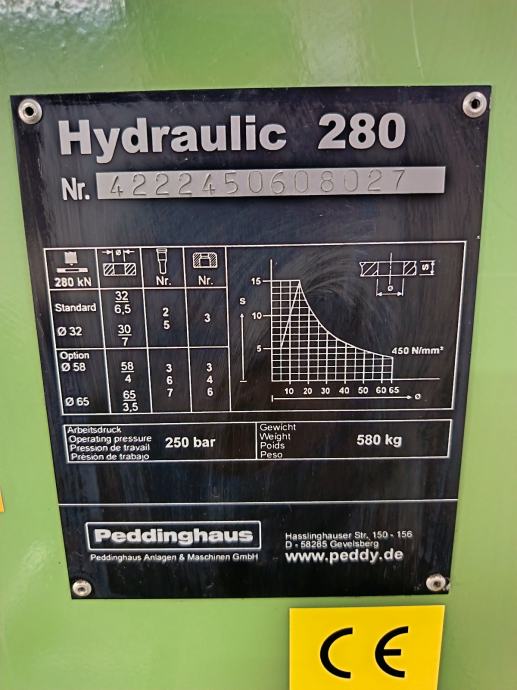 Hydraulic 280
Nr. 4222450608027
280 kN Nr. Nr.
Standard 32 2 3
6,5 5
Ø 32 30
7
Option
Ø 58 58 3 3
4 6 4
Ø 65 65 7 6
3,5
ø
S
ø
S
15
10
5
450 N/mm²
10 20 30 40 50 60 65
ø
Arbeitsdruck
Operating pressure
Pression de travail
Présion de trabajo
250 bar
Gewicht
Weight
Poids
Peso
580 kg
Peddinghaus
Peddinghaus Anlagen & Maschinen GmbH
Hasslinghauser Str. 150 - 156
D - 58285 Gevelsberg
www.peddy.de
CE